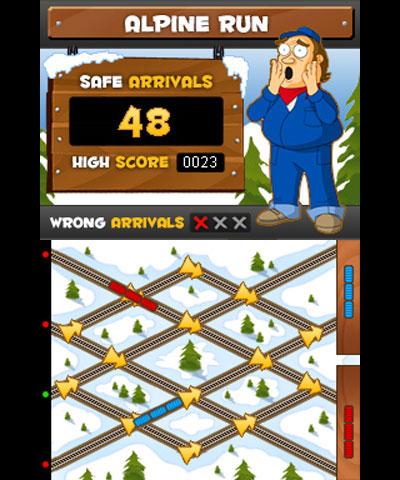 ALPINE RUN
SAFE ARRIVALS
48
HIGH SCORE 0023
WRONG ARRIVALS